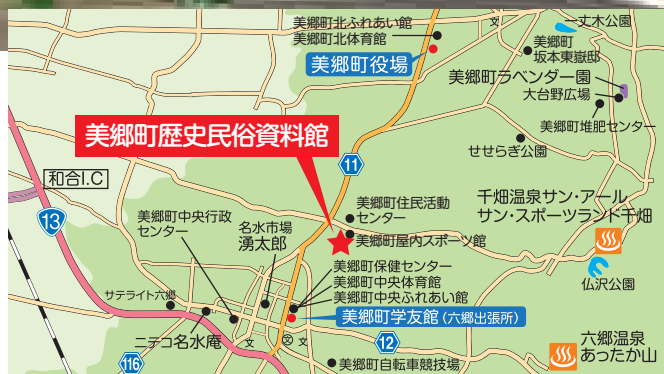 美郷町北ふれあい館
美郷町北体育館
文
一丈木公園
美郷町役場
美郷町
坂本東嶽邸
美郷町ラベンダー園
大台野広場
美郷町堆肥センター
せせらぎ公園
美郷町歴史民俗資料館
11
和合I.C
13
美郷町住民活動
センター
千畑温泉サン・アール
サン・スポーツランド千畑
美郷町中央行政
センター
名水市場
湧太郎
美郷町屋内スポーツ館
仏沢公園
美郷町保健センター
美郷町中央体育館
美郷町中央ふれあい館
サテライト六郷
美郷町学友館(六郷出張所)
ニテコ名水庵
文
文
文
12
116
美郷町自転車競技場
六郷温泉
あったか山